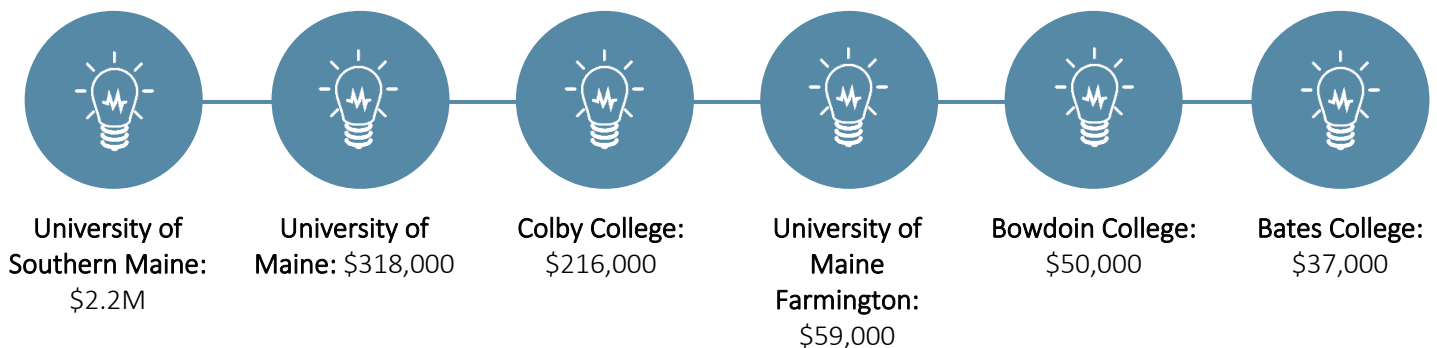 University of
Southern Maine:
$2.2M
University of
Maine: $318,000
Colby College:
$216,000
University of
Maine
Farmington:
$59,000
Bowdoin College:
$50,000
Bates College:
$37,000